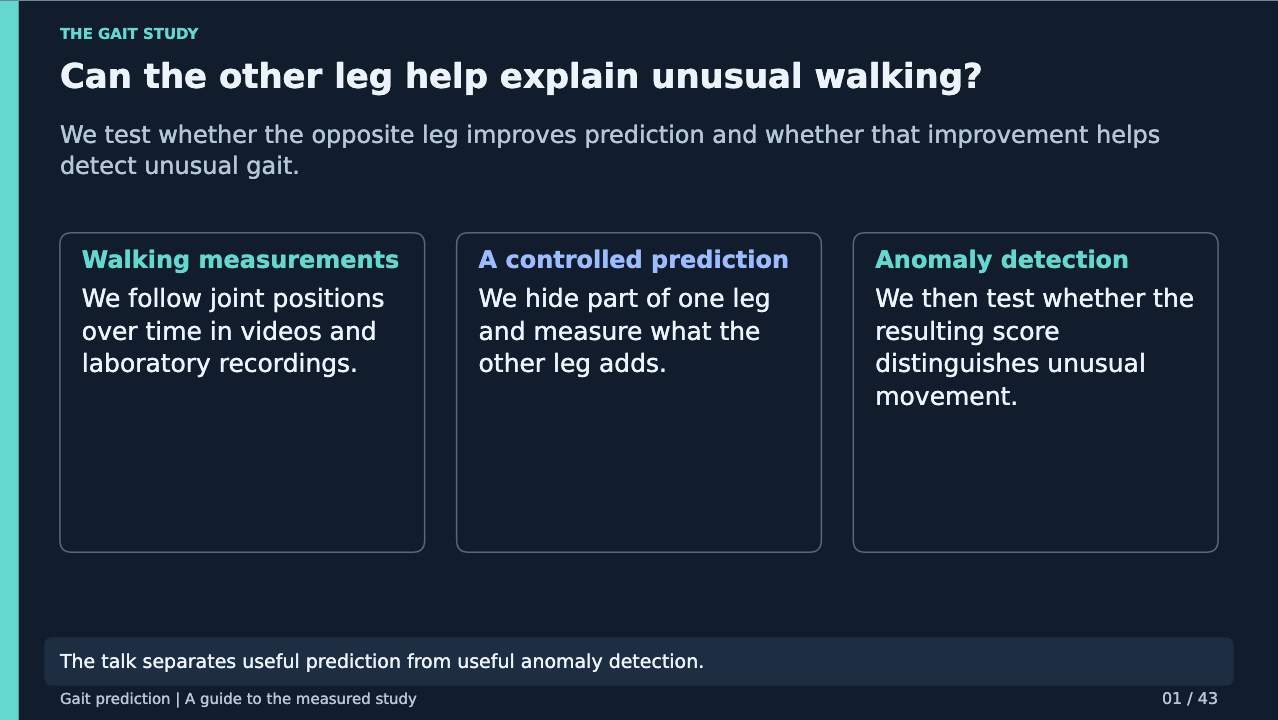 THE GAIT STUDY
Can the other leg help explain unusual walking?
We test whether the opposite leg improves prediction and whether that improvement helps
detect unusual gait.
Walking measurements
We follow joint positions
over time in videos and
laboratory recordings.
A controlled prediction
We hide part of one leg
and measure what the
other leg adds.
Anomaly detection
We then test whether the
resulting score
distinguishes unusual
movement.
The talk separates useful prediction from useful anomaly detection.
Gait prediction | A guide to the measured study
01 / 43